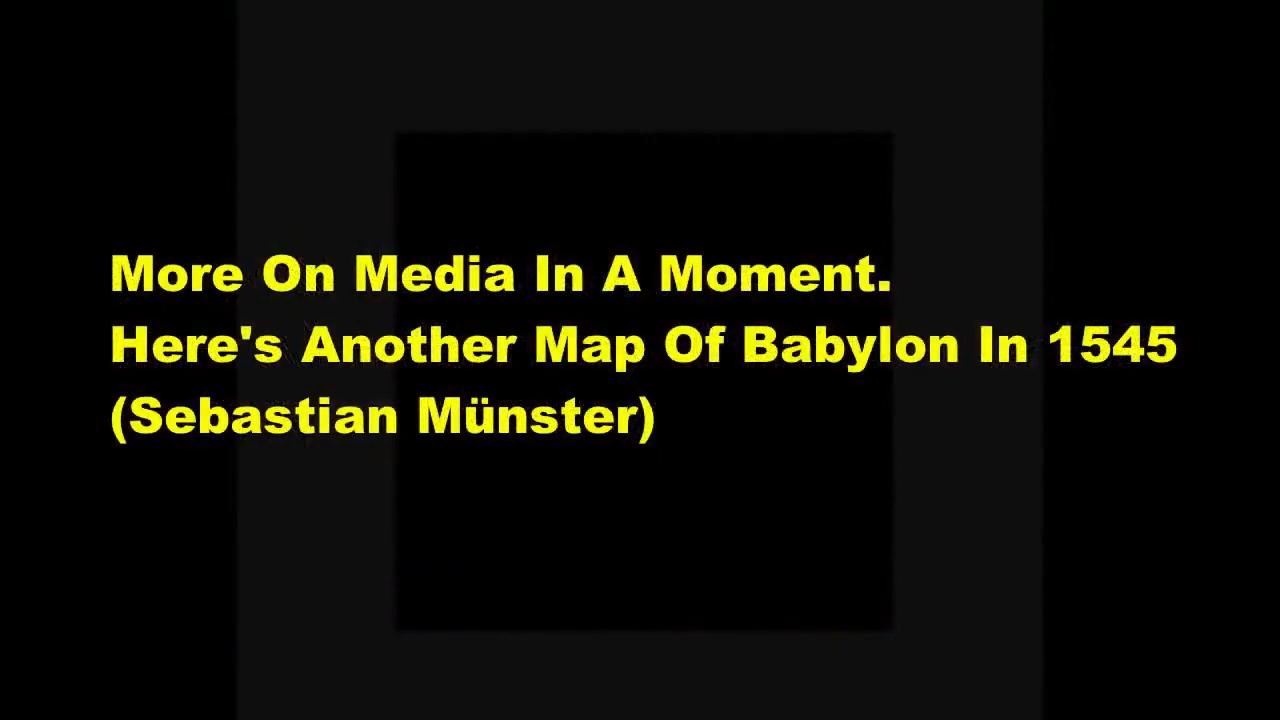 More On Media In A Moment.
Here's Another Map Of Babylon In 1545
(Sebastian Münster)